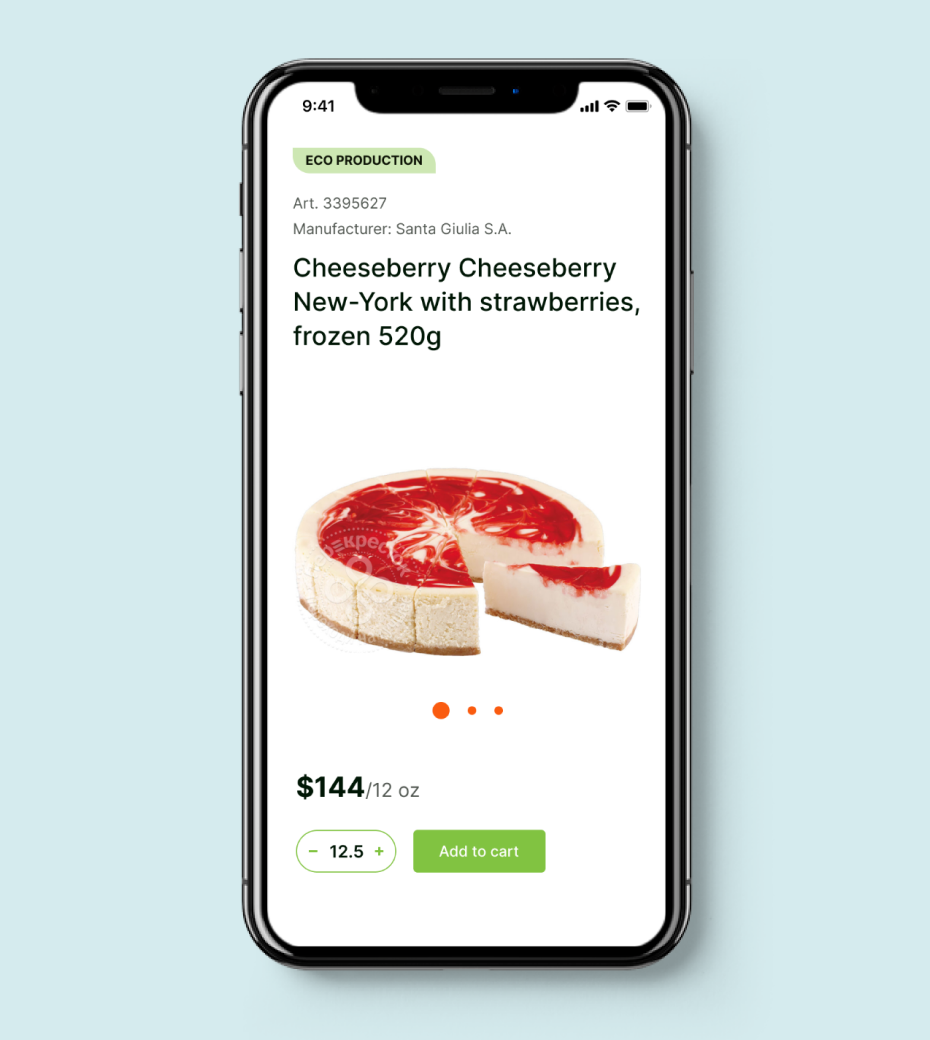 9:41
ECO PRODUCTION
Art. 3395627
Manufacturer: Santa Giulia S.A.
Cheeseberry Cheeseberry
New-York with strawberries,
frozen 520g
$144/12 oz
− 12.5 +
Add to cart